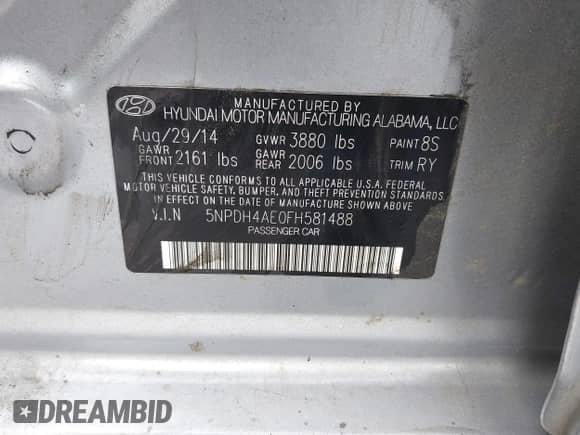 MANUFACTURED BY
HYUNDAI MOTOR MANUFACTURING ALABAMA, LLC
Aug/29/14 GVWR 3880 lbs PAINT 8S
GAWR FRONT 2161 lbs GAWR REAR 2006 lbs TRIM RY
THIS VEHICLE CONFORMS TO ALL APPLICABLE U.S.A. FEDERAL
MOTOR VEHICLE SAFETY, BUMPER, AND THEFT PREVENTION STANDARDS
IN EFFECT ON THE DATE OF MANUFACTURE SHOWN ABOVE.
V.I.N 5NPDH4AE0FH581488
PASSENGER CAR
DREAMBID